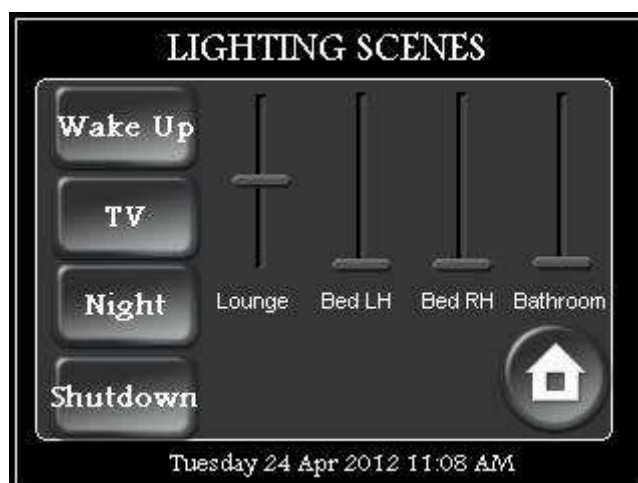 LIGHTING SCENES
Wake Up
TV
Night
Shutdown
Lounge Bed LH Bed RH Bathroom
Tuesday 24 Apr 2012 11:08 AM